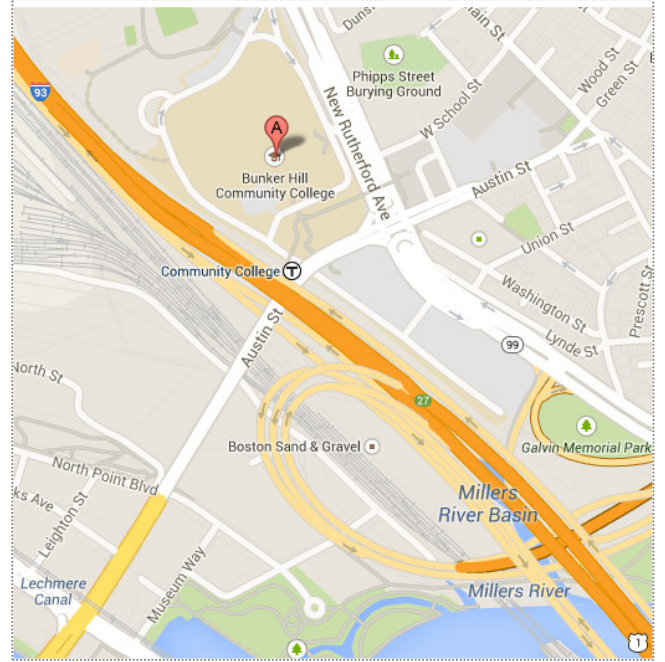 Duns
ain St
93
Phipps Street
Burying Ground
Wood St
Green St
A
New Rutherford Ave
W School St
Bunker Hill
Community College
Austin St
Union St
Community College
T
Prescott St
Washington St
Austin St
99
Lynde St
North St
27
Boston Sand & Gravel
Galvin Memorial Park
North Point Blvd
ks Ave
Leighton St
Millers
River Basin
Museum Way
Lechmere
Canal
Millers River
1